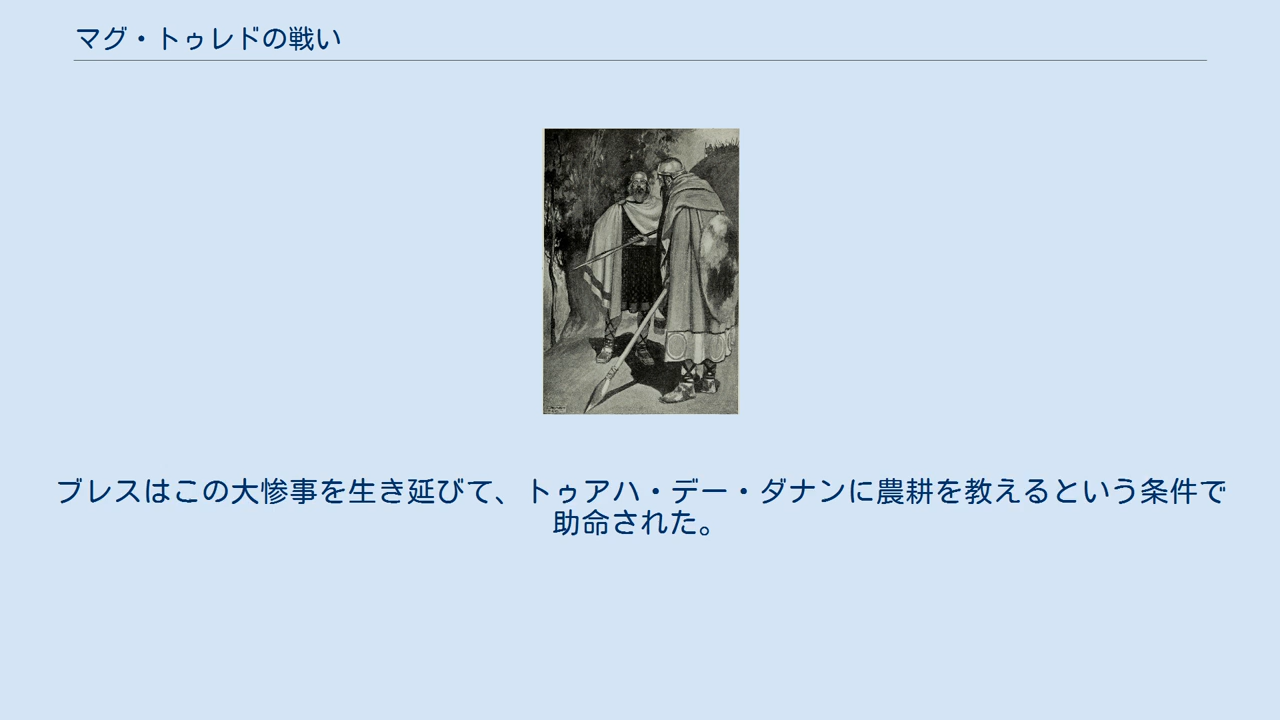 マグ・トゥレドの戦い
ブレスはこの大惨事を生き延びて、トゥアハ・デー・ダナンに農耕を教えるという条件で
助命された。